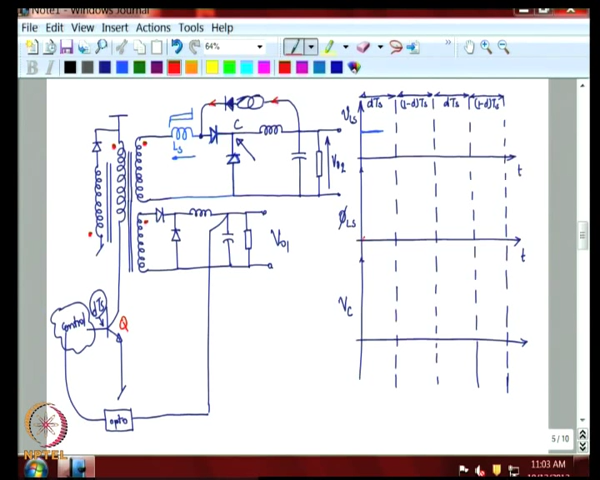 Note1 - Windows Journal
File Edit View Insert Actions Tools Help
64%
B I
dTs (1-d)Ts dTs (1-d)Ts
VLS
C
Ls
Vo2
t
ϕLS
Vo1
t
dTs
VC
Control
Q
opto
5 / 10
11:03 AM